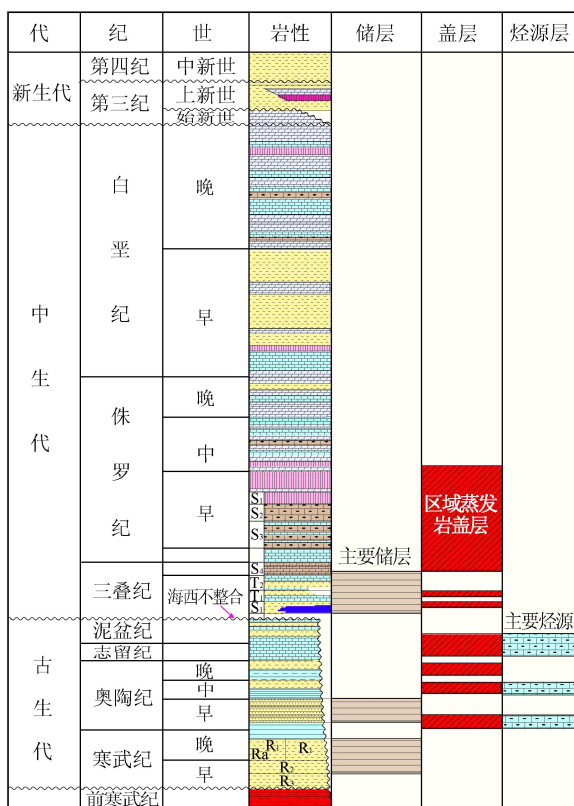 代 纪 世 岩性 储层 盖层 烃源层
新生代
第四纪 中新世
第三纪 上新世
始新世
中生代
白垩纪
晚
早
侏罗纪
晚
中
早
S1
S2
S3
区域蒸发岩盖层
主要储层
三叠纪
海西不整合
S4
T2
T1
S1
主要烃源
古生代
泥盆纪
志留纪
奥陶纪
晚
中
早
寒武纪
晚
早
Ra
R2
R3
前寒武纪